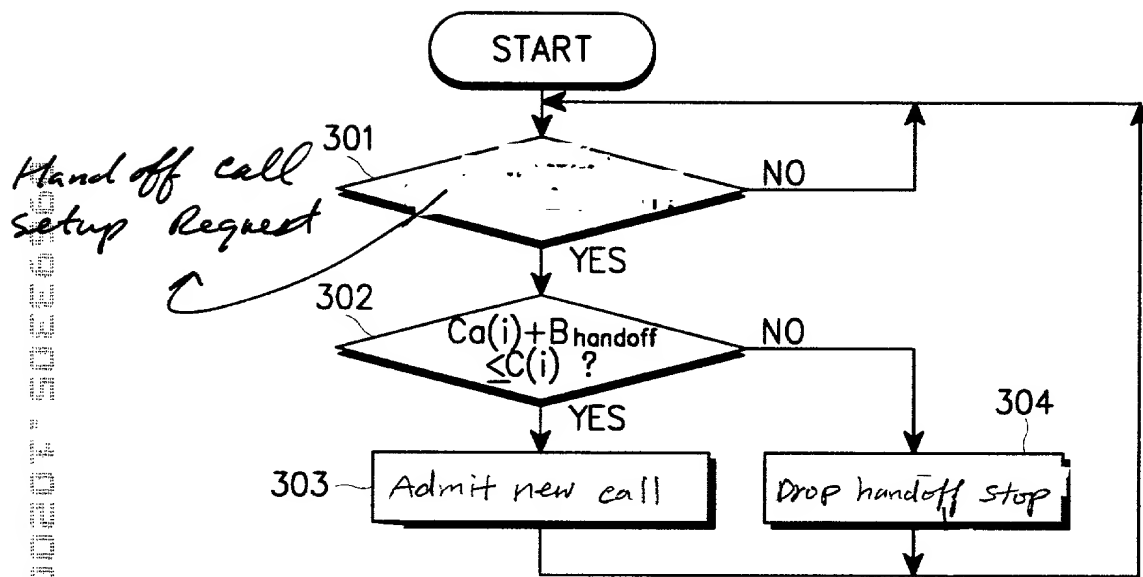 START
301
Hand off call
setup Request
NO
YES
302
Ca(i)+Bhandoff
≤C(i) ?
NO
YES
304
303
Admit new call
Drop handoff stop